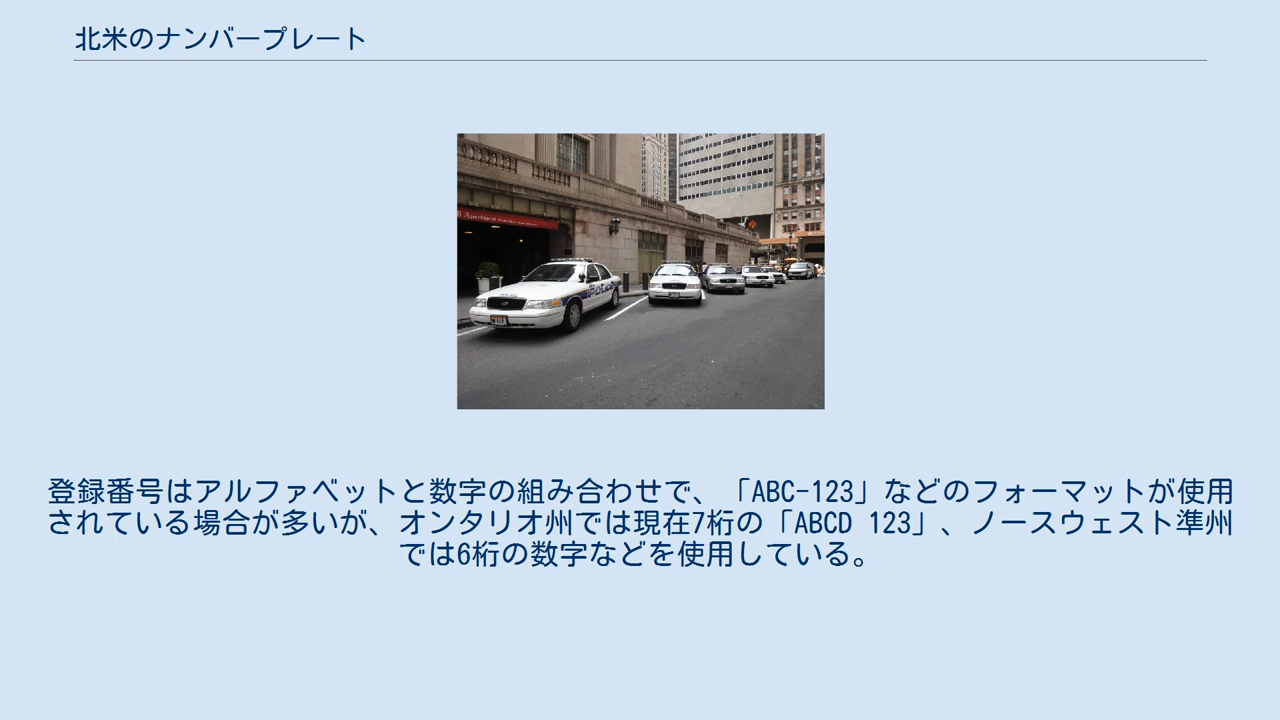 北米のナンバープレート
登録番号はアルファベットと数字の組み合わせで、「ABC-123」などのフォーマットが使用
されている場合が多いが、オンタリオ州では現在7桁の「ABCD 123」、ノースウェスト準州
では6桁の数字などを使用している。